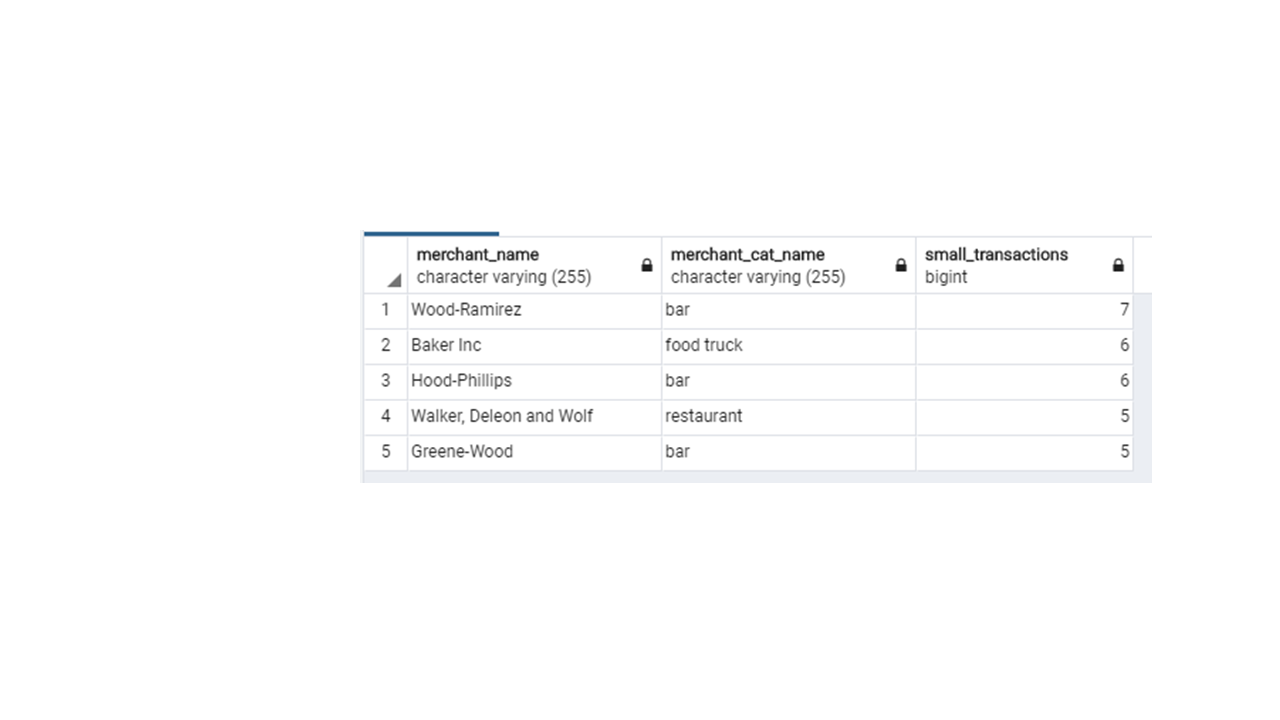 merchant_name merchant_cat_name small_transactions
character varying (255) character varying (255) bigint
1 Wood-Ramirez bar 7
2 Baker Inc food truck 6
3 Hood-Phillips bar 6
4 Walker, Deleon and Wolf restaurant 5
5 Greene-Wood bar 5